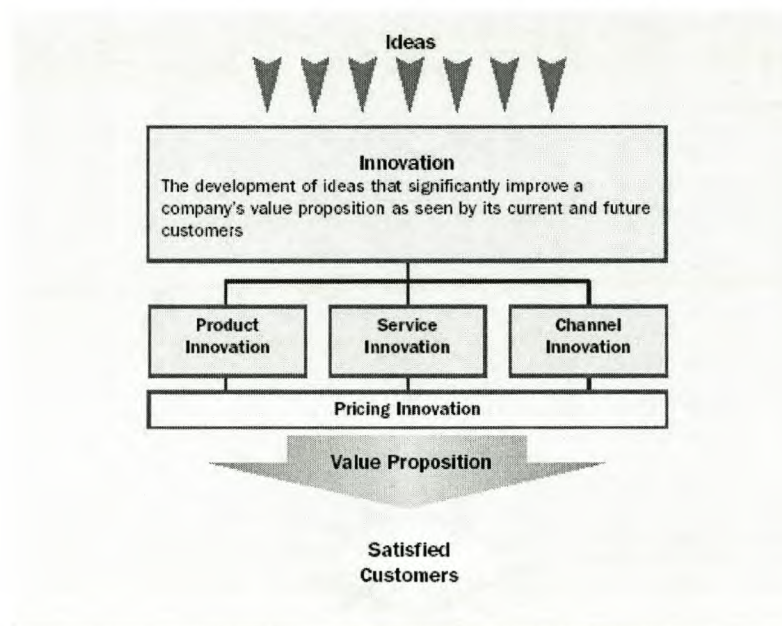 Ideas
Innovation
The development of ideas that significantly improve a
company's value proposition as seen by its current and future
customers
Product
Innovation
Service
Innovation
Channel
Innovation
Pricing Innovation
Value Proposition
Satisfied
Customers